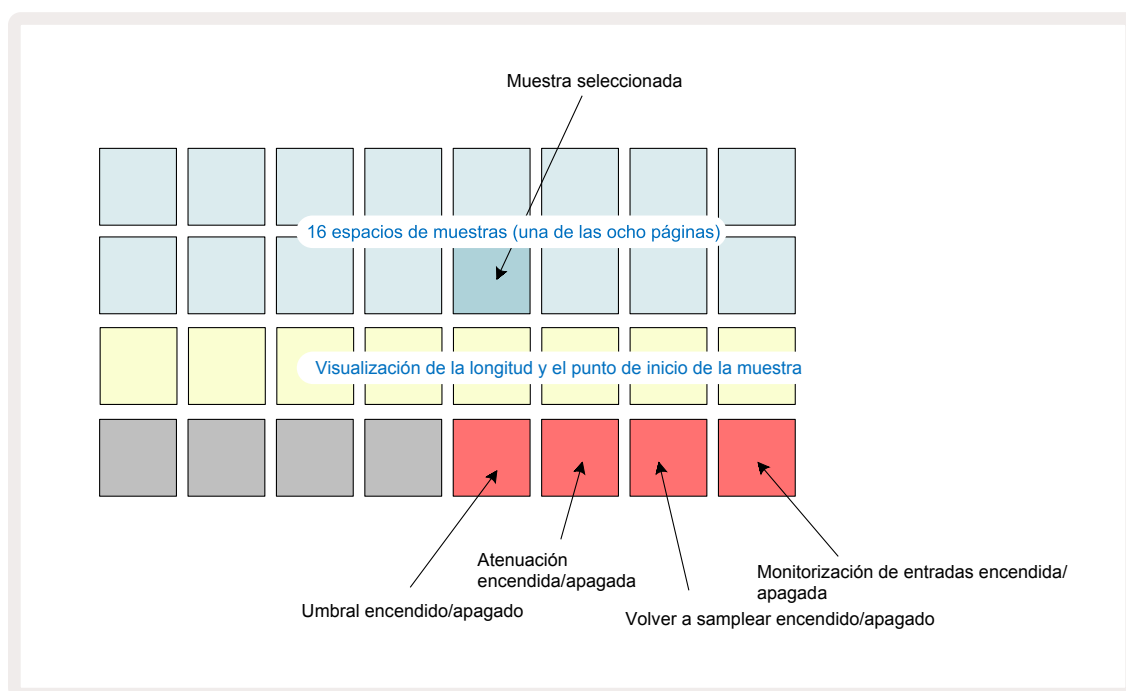 Muestra seleccionada
16 espacios de muestras (una de las ocho páginas)
Visualización de la longitud y el punto de inicio de la muestra
Atenuación
encendida/apagada
Monitorización de entradas encendida/
apagada
Umbral encendido/apagado
Volver a samplear encendido/apagado